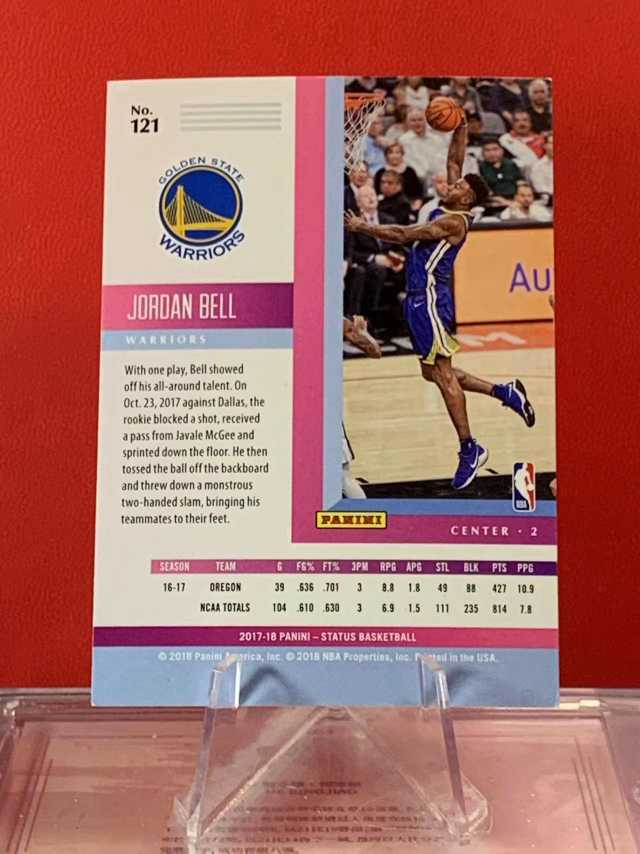 No.
121
GOLDEN STATE
WARRIORS
JORDAN BELL
WARRIORS
With one play, Bell showed
off his all-around talent. On
Oct. 23, 2017 against Dallas, the
rookie blocked a shot, received
a pass from Javale McGee and
sprinted down the floor. He then
tossed the ball off the backboard
and threw down a monstrous
two-handed slam, bringing his
teammates to their feet.
Au
NBA
PANINI
CENTER · 2
SEASON TEAM G FG% FT% 3PM RPG APG STL BLK PTS PPG
16-17 OREGON 39 .636 .701 3 8.8 1.8 49 88 427 10.9
NCAA TOTALS 104 .610 .630 3 6.9 1.5 111 235 814 7.8
2017-18 PANINI – STATUS BASKETBALL
© 2018 Panini America, Inc. © 2018 NBA Properties, Inc. Printed in the USA.